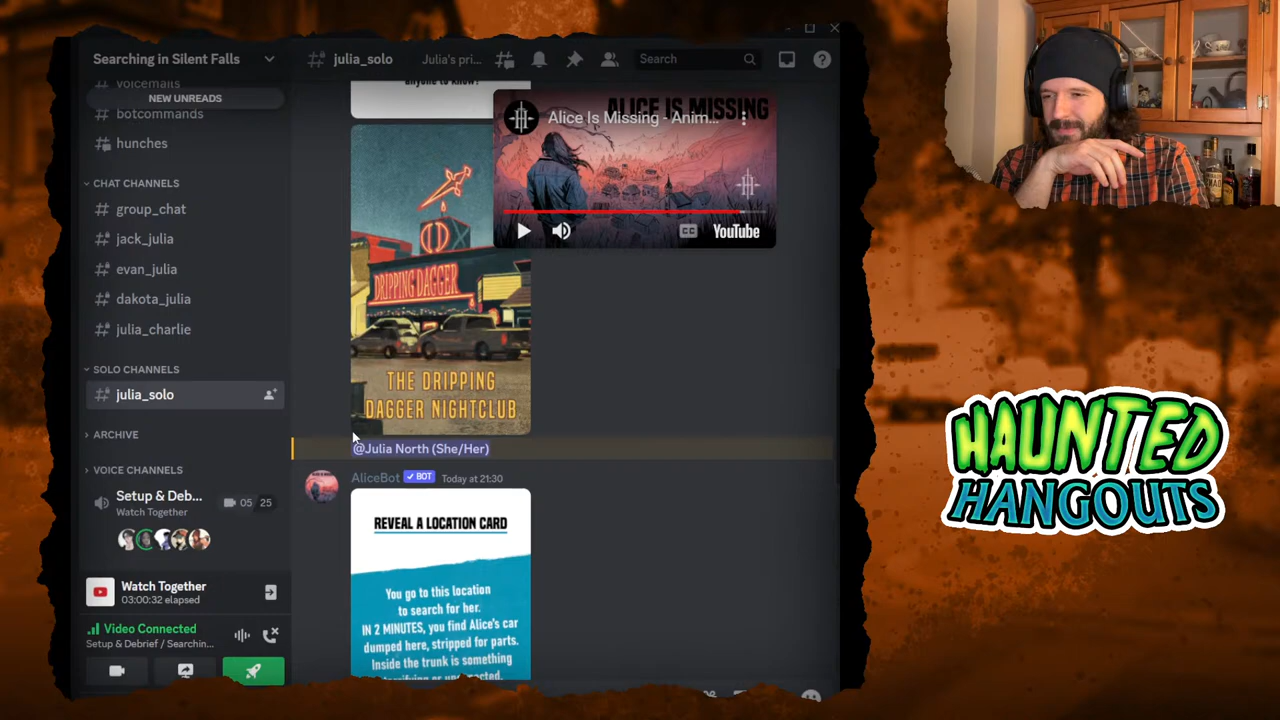 Searching in Silent Falls
voicemails
NEW UNREADS
botcommands
hunches
CHAT CHANNELS
group_chat
jack_julia
evan_julia
dakota_julia
julia_charlie
SOLO CHANNELS
julia_solo
ARCHIVE
VOICE CHANNELS
Setup & Deb...
Watch Together
05 25
Watch Together
03:00:32 elapsed
Video Connected
Setup & Debrief / Searchin...
julia_solo
Julia's pri...
Search
anyone to know?
ALICE IS MISSING
Alice Is Missing - Anim...
CC
YouTube
DRIPPING DAGGER
THE DRIPPING
DAGGER NIGHTCLUB
@Julia North (She/Her)
AliceBot BOT Today at 21:30
REVEAL A LOCATION CARD
You go to this location
to search for her.
IN 2 MINUTES, you find Alice's car
dumped here, stripped for parts.
Inside the trunk is something
HAUNTED
HANGOUTS